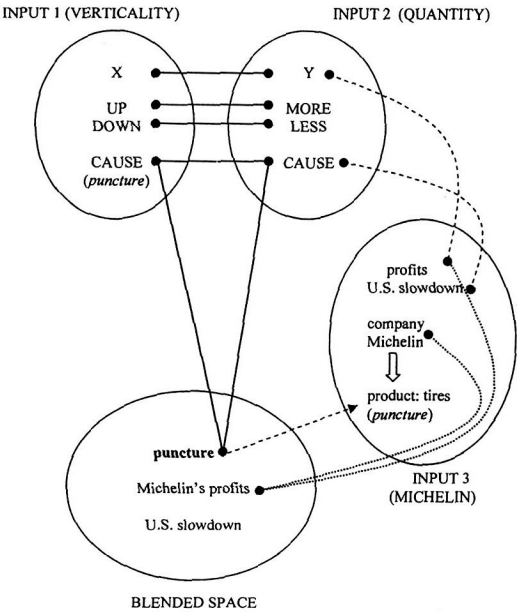 INPUT 1 (VERTICALITY)
INPUT 2 (QUANTITY)
X
UP
DOWN
CAUSE
(puncture)
Y
MORE
LESS
CAUSE
profits
U.S. slowdown
company
Michelin
product: tires
(puncture)
INPUT 3
(MICHELIN)
puncture
Michelin's profits
U.S. slowdown
BLENDED SPACE